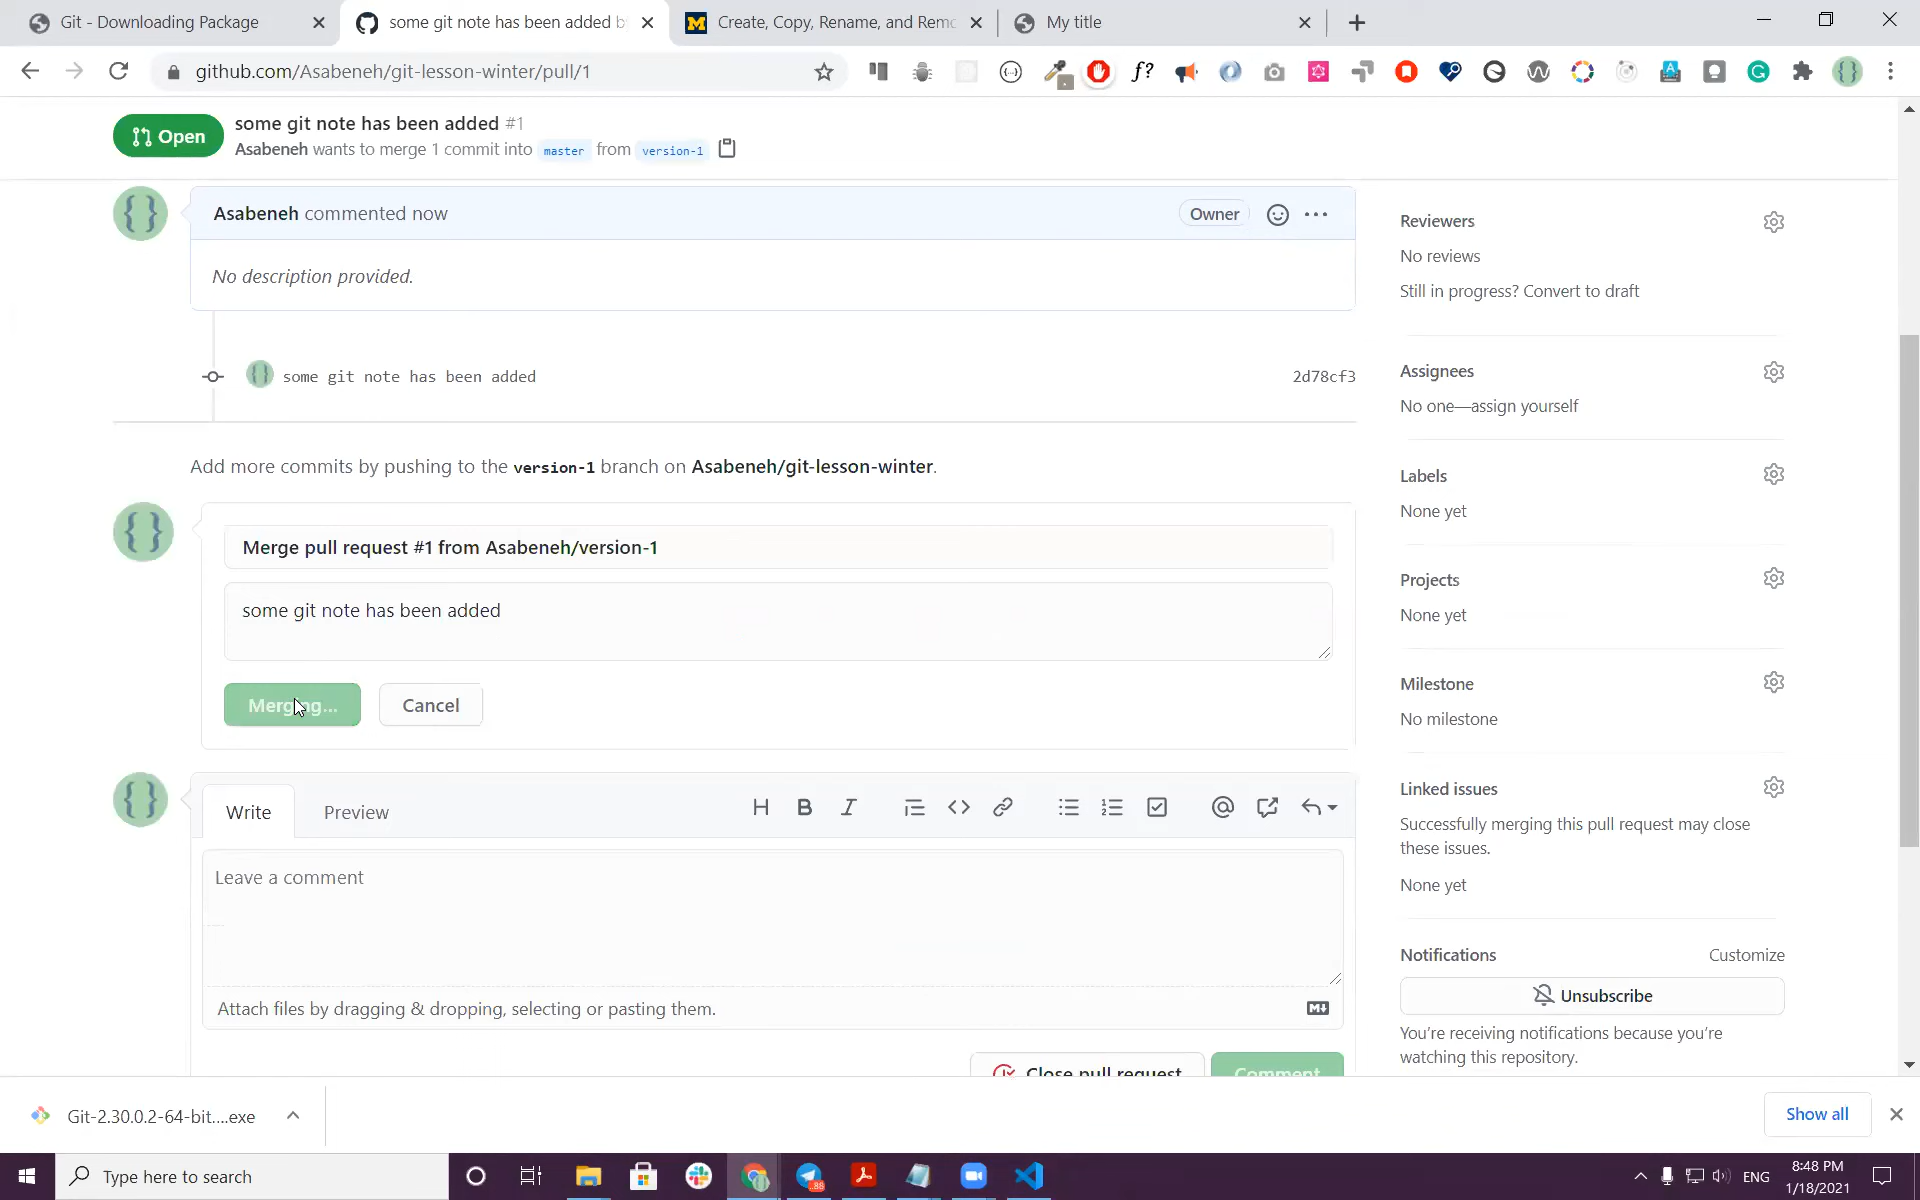 Git - Downloading Package
some git note has been added b
Create, Copy, Rename, and Remo
My title
github.com/Asabeneh/git-lesson-winter/pull/1
Open
some git note has been added #1
Asabeneh wants to merge 1 commit into master from version-1
Asabeneh commented now
Owner
No description provided.
some git note has been added
2d78cf3
Add more commits by pushing to the version-1 branch on Asabeneh/git-lesson-winter.
Merge pull request #1 from Asabeneh/version-1
some git note has been added
Merging...
Cancel
Write
Preview
Leave a comment
Attach files by dragging & dropping, selecting or pasting them.
Close pull request
Comment
Reviewers
No reviews
Still in progress? Convert to draft
Assignees
No one—assign yourself
Labels
None yet
Projects
None yet
Milestone
No milestone
Linked issues
Successfully merging this pull request may close
these issues.
None yet
Notifications
Customize
Unsubscribe
You're receiving notifications because you're
watching this repository.
Git-2.30.0.2-64-bit....exe
Show all
Type here to search
ENG
8:48 PM
1/18/2021